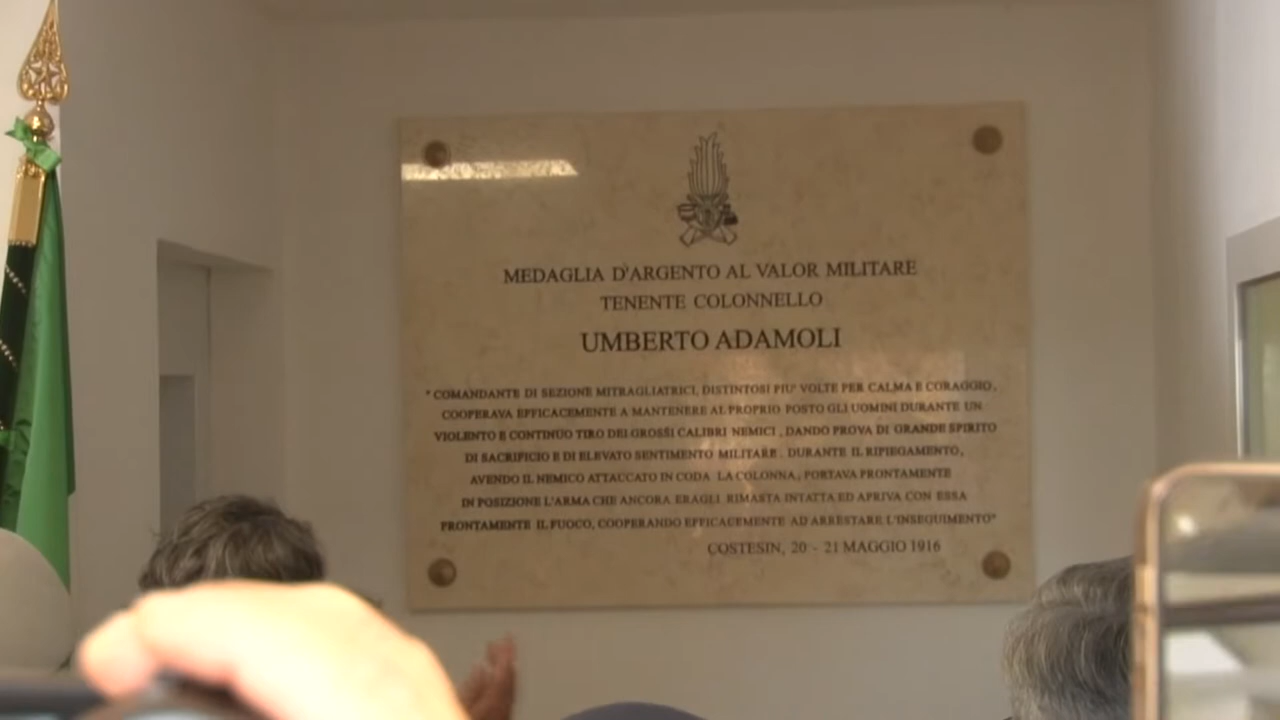 MEDAGLIA D'ARGENTO AL VALOR MILITARE
TENENTE COLONNELLO
UMBERTO ADAMOLI
"COMANDANTE DI SEZIONE MITRAGLIATRICI, DISTINTOSI PIU' VOLTE PER CALMA E CORAGGIO,
COOPERAVA EFFICACEMENTE A MANTENERE AL PROPRIO POSTO GLI UOMINI DURANTE UN
VIOLENTO E CONTINUO TIRO DEI GROSSI CALIBRI NEMICI, DANDO PROVA DI GRANDE SPIRITO
DI SACRIFICIO E DI ELEVATO SENTIMENTO MILITARE. DURANTE IL RIPIEGAMENTO,
AVENDO IL NEMICO ATTACCATO IN CODA LA COLONNA, PORTAVA PRONTAMENTE
IN POSIZIONE L'ARMA CHE ANCORA ERAGLI RIMASTA INTATTA ED APRIVA CON ESSA
PRONTAMENTE IL FUOCO, COOPERANDO EFFICACEMENTE AD ARRESTARE L'INSEGUIMENTO"
COSTESIN, 20 - 21 MAGGIO 1916